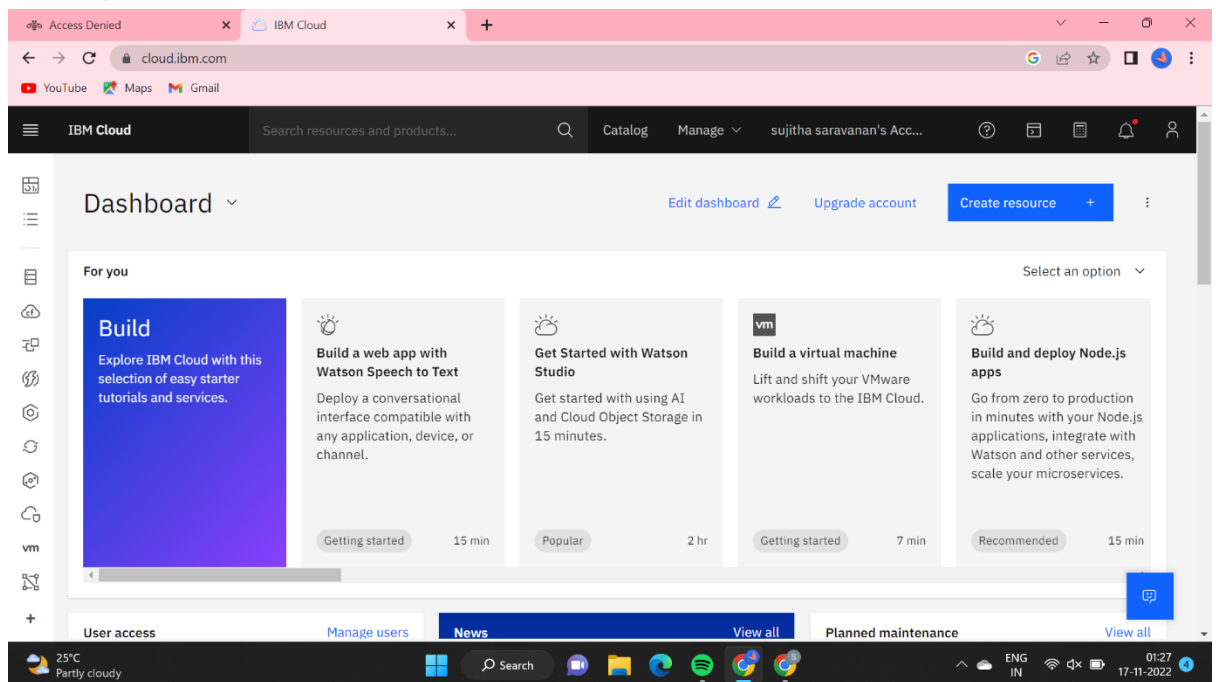 Access Denied
IBM Cloud
cloud.ibm.com
YouTube Maps Gmail
IBM Cloud
Search resources and products...
Catalog
Manage
sujitha saravanan's Acc...
Dashboard
Edit dashboard
Upgrade account
Create resource +
For you
Select an option
Build
Explore IBM Cloud with this
selection of easy starter
tutorials and services.
Build a web app with
Watson Speech to Text
Deploy a conversational
interface compatible with
any application, device, or
channel.
Getting started 15 min
Get Started with Watson
Studio
Get started with using AI
and Cloud Object Storage in
15 minutes.
Popular 2 hr
vm
Build a virtual machine
Lift and shift your VMware
workloads to the IBM Cloud.
Getting started 7 min
Build and deploy Node.js
apps
Go from zero to production
in minutes with your Node.js
applications, integrate with
Watson and other services,
scale your microservices.
Recommended 15 min
vm
User access Manage users
News View all
Planned maintenance View all
25°C
Partly cloudy
Search
ENG
IN
01:27
17-11-2022
4